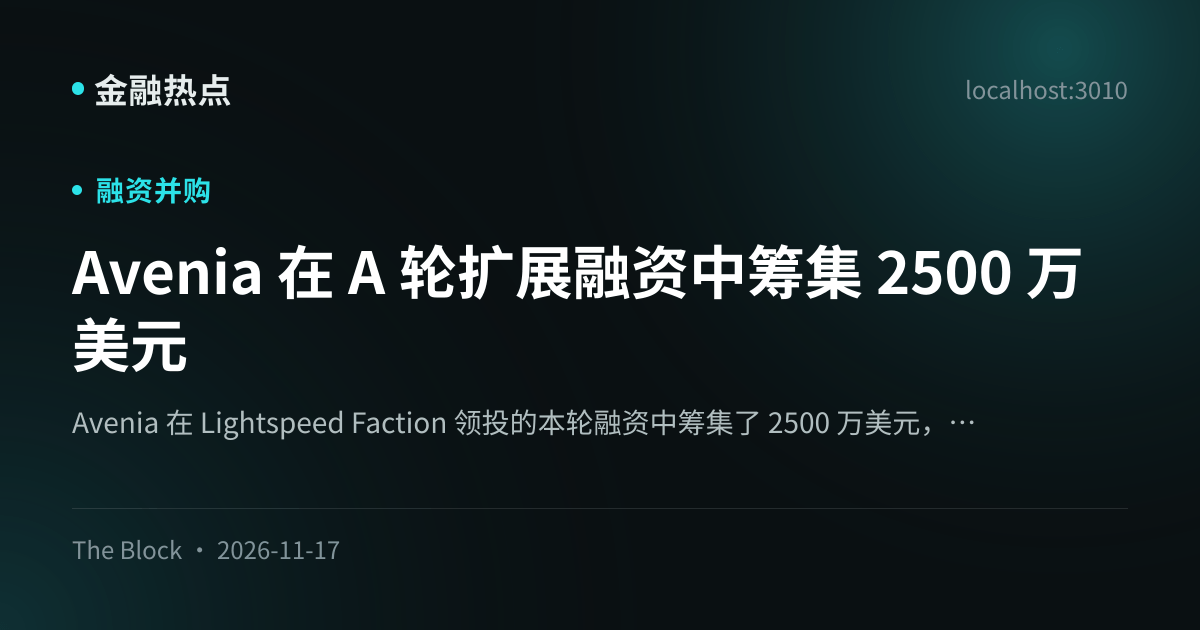 金融热点
localhost:3010
融资并购
Avenia 在 A 轮扩展融资中筹集 2500 万
美元
Avenia 在 Lightspeed Faction 领投的本轮融资中筹集了 2500 万美元，…
The Block • 2026-11-17